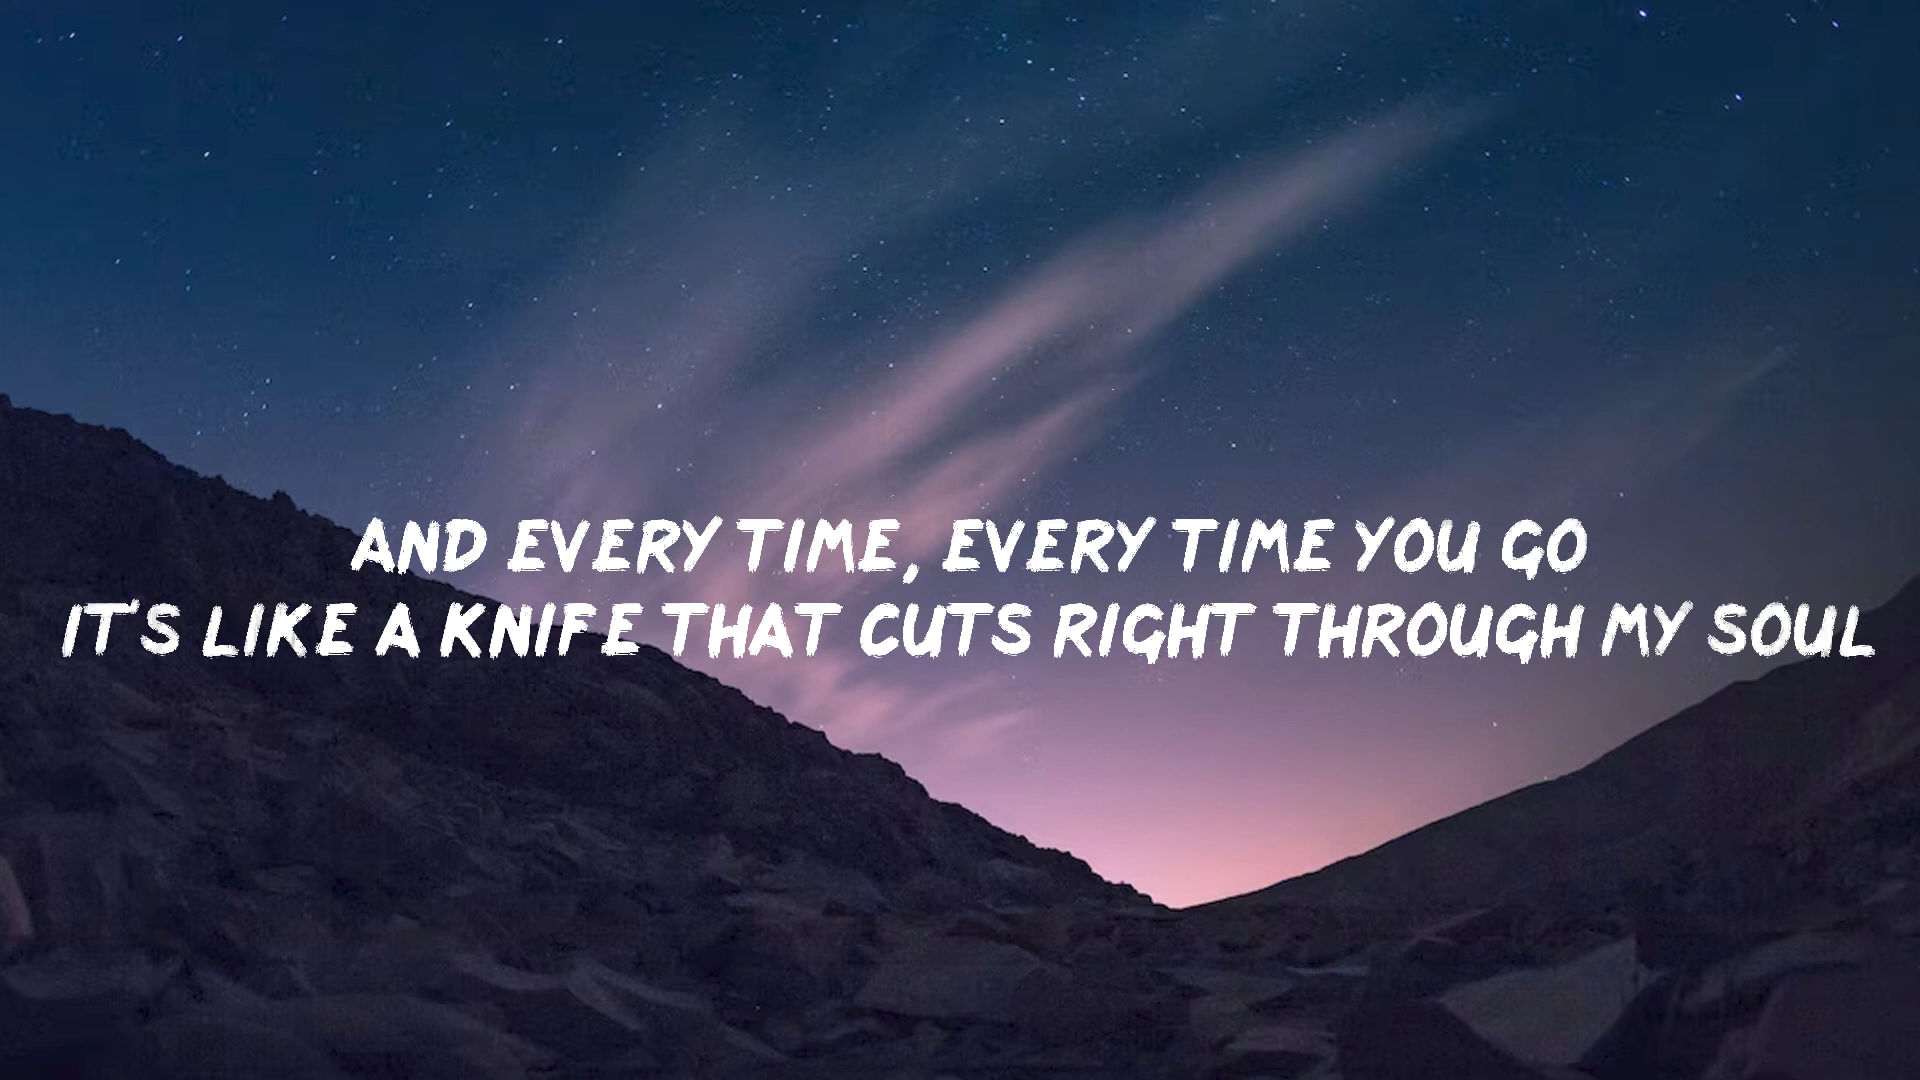 AND EVERY TIME, EVERY TIME YOU GO
IT'S LIKE A KNIFE THAT CUTS RIGHT THROUGH MY SOUL